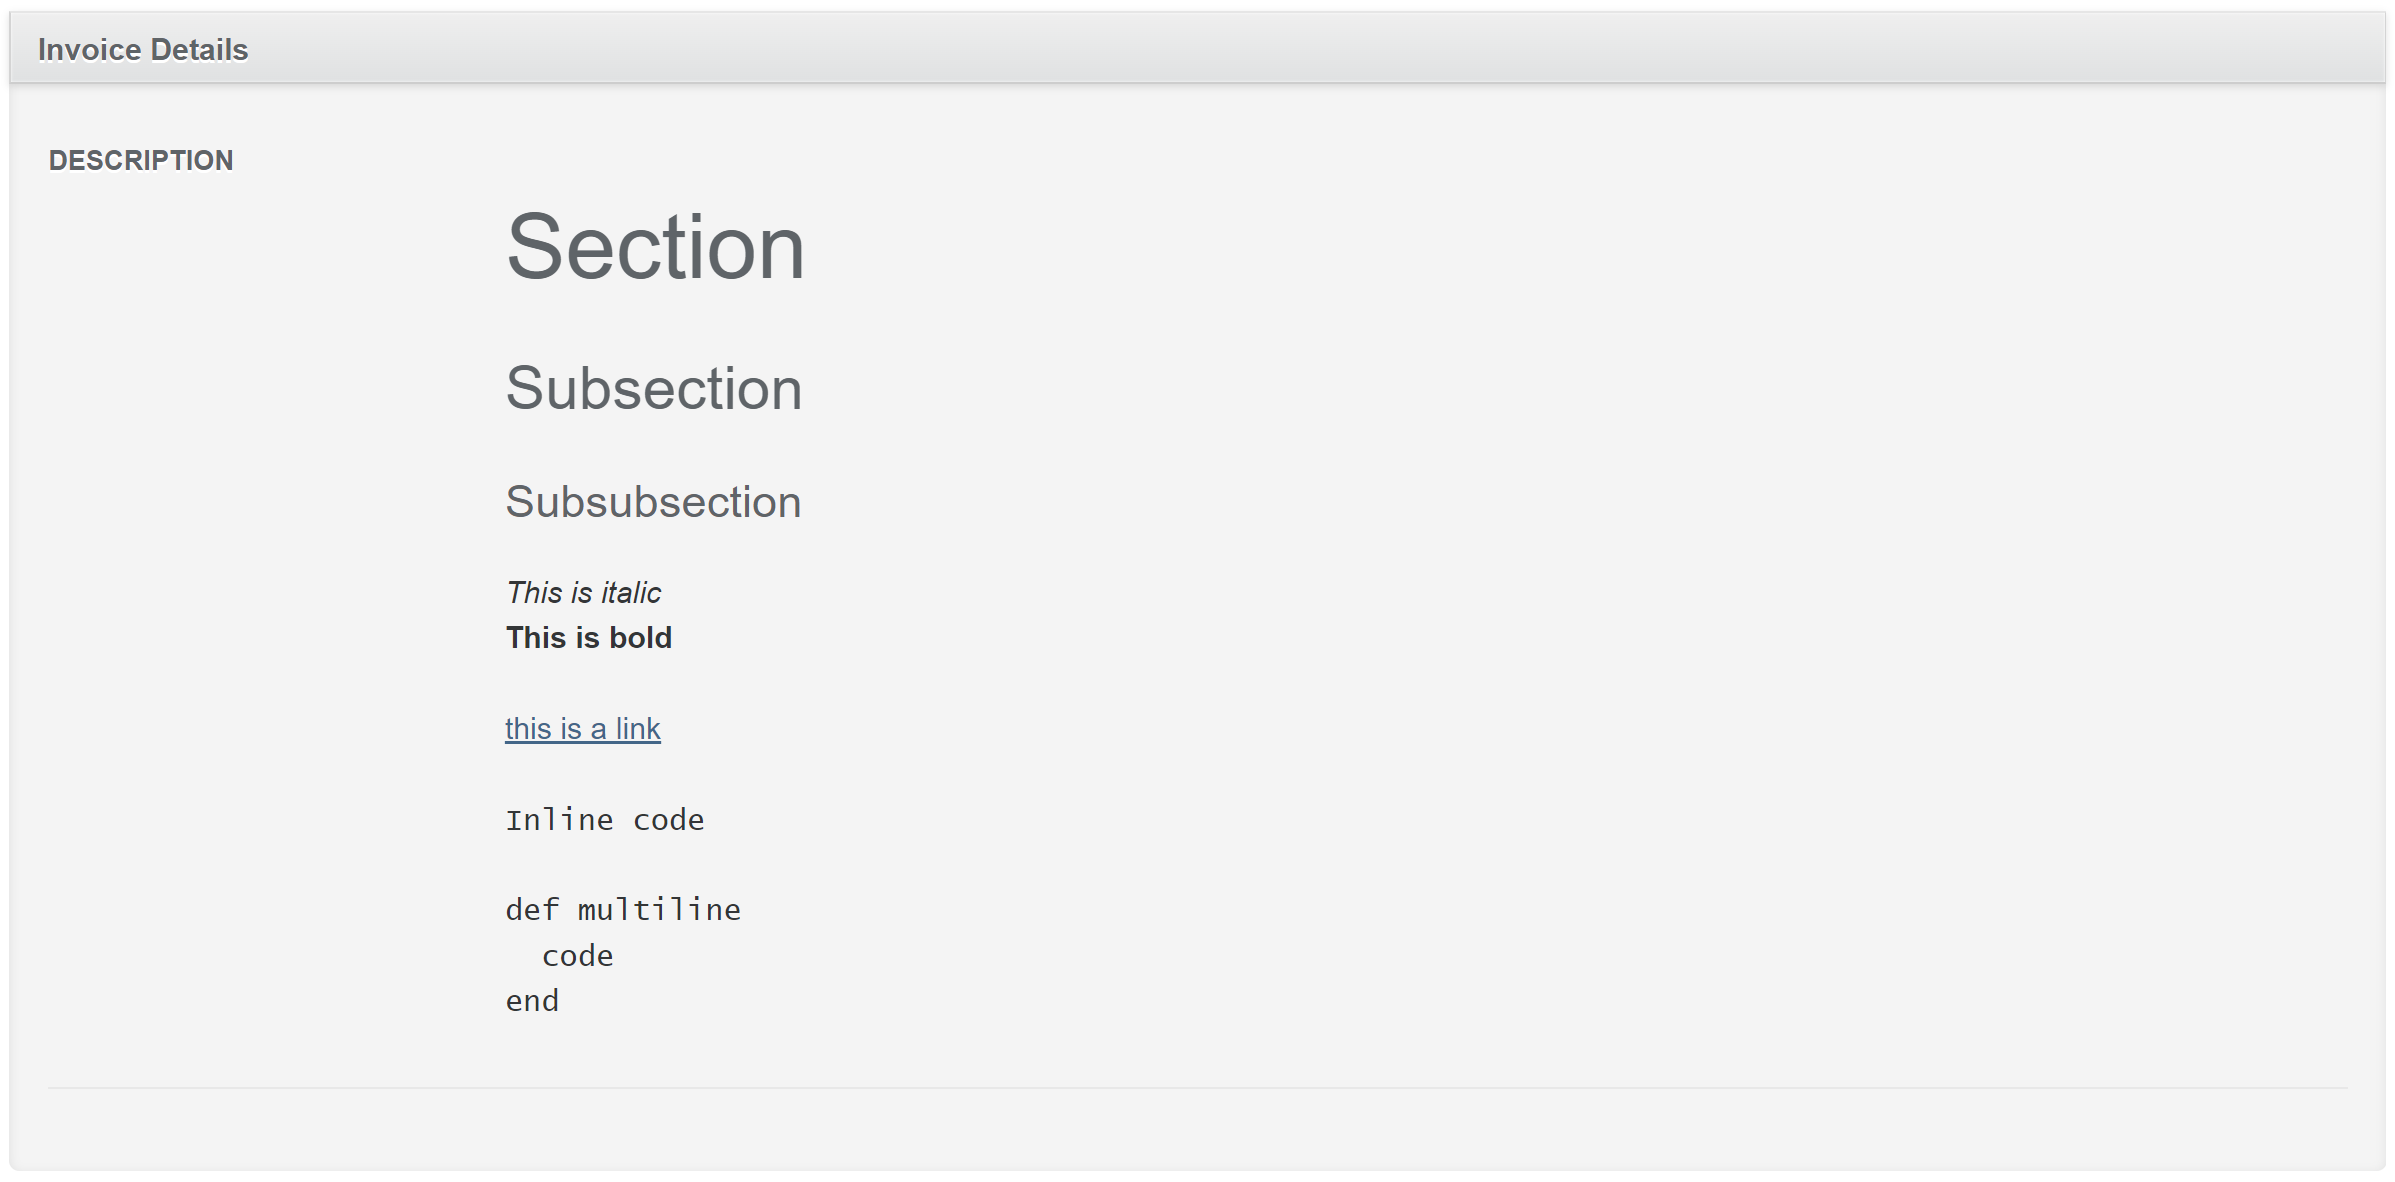 Invoice Details
DESCRIPTION
Section
Subsection
Subsubsection
This is italic
This is bold
this is a link
Inline code
def multiline
  code
end